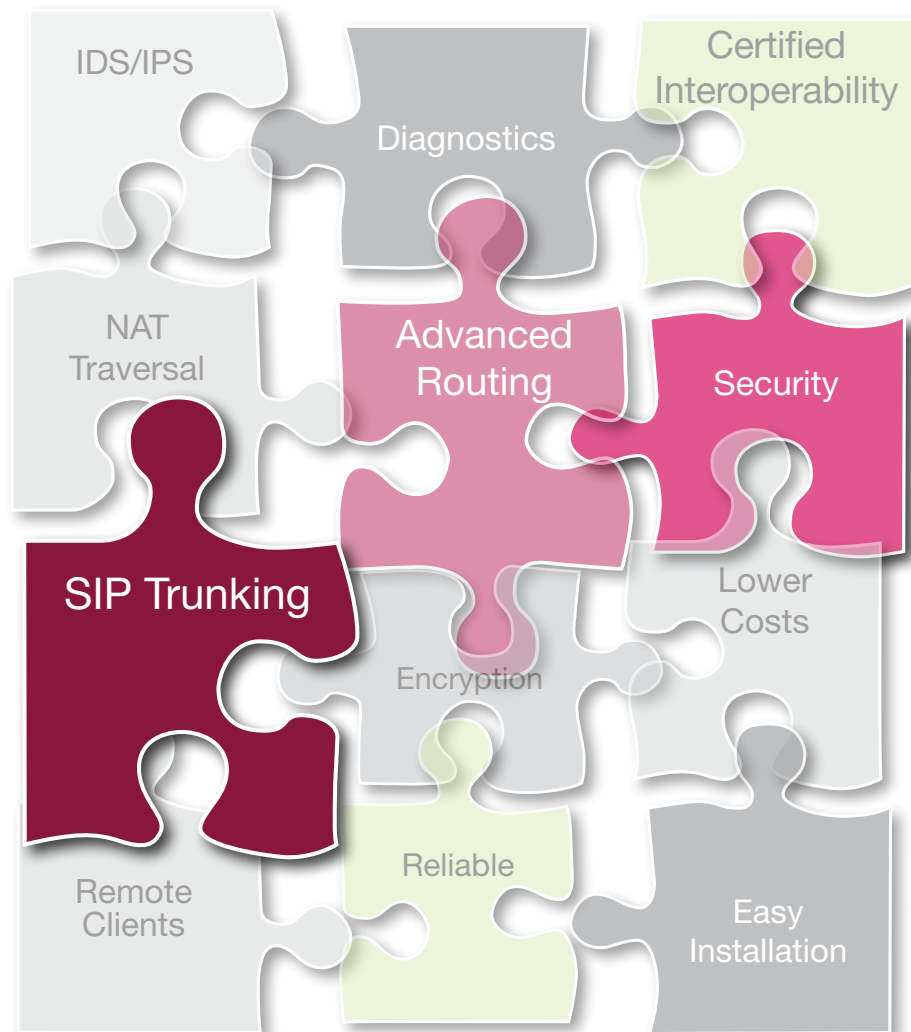 IDS/IPS
Diagnostics
Certified
Interoperability
NAT
Traversal
Advanced
Routing
Security
SIP Trunking
Encryption
Lower
Costs
Remote
Clients
Reliable
Easy
Installation